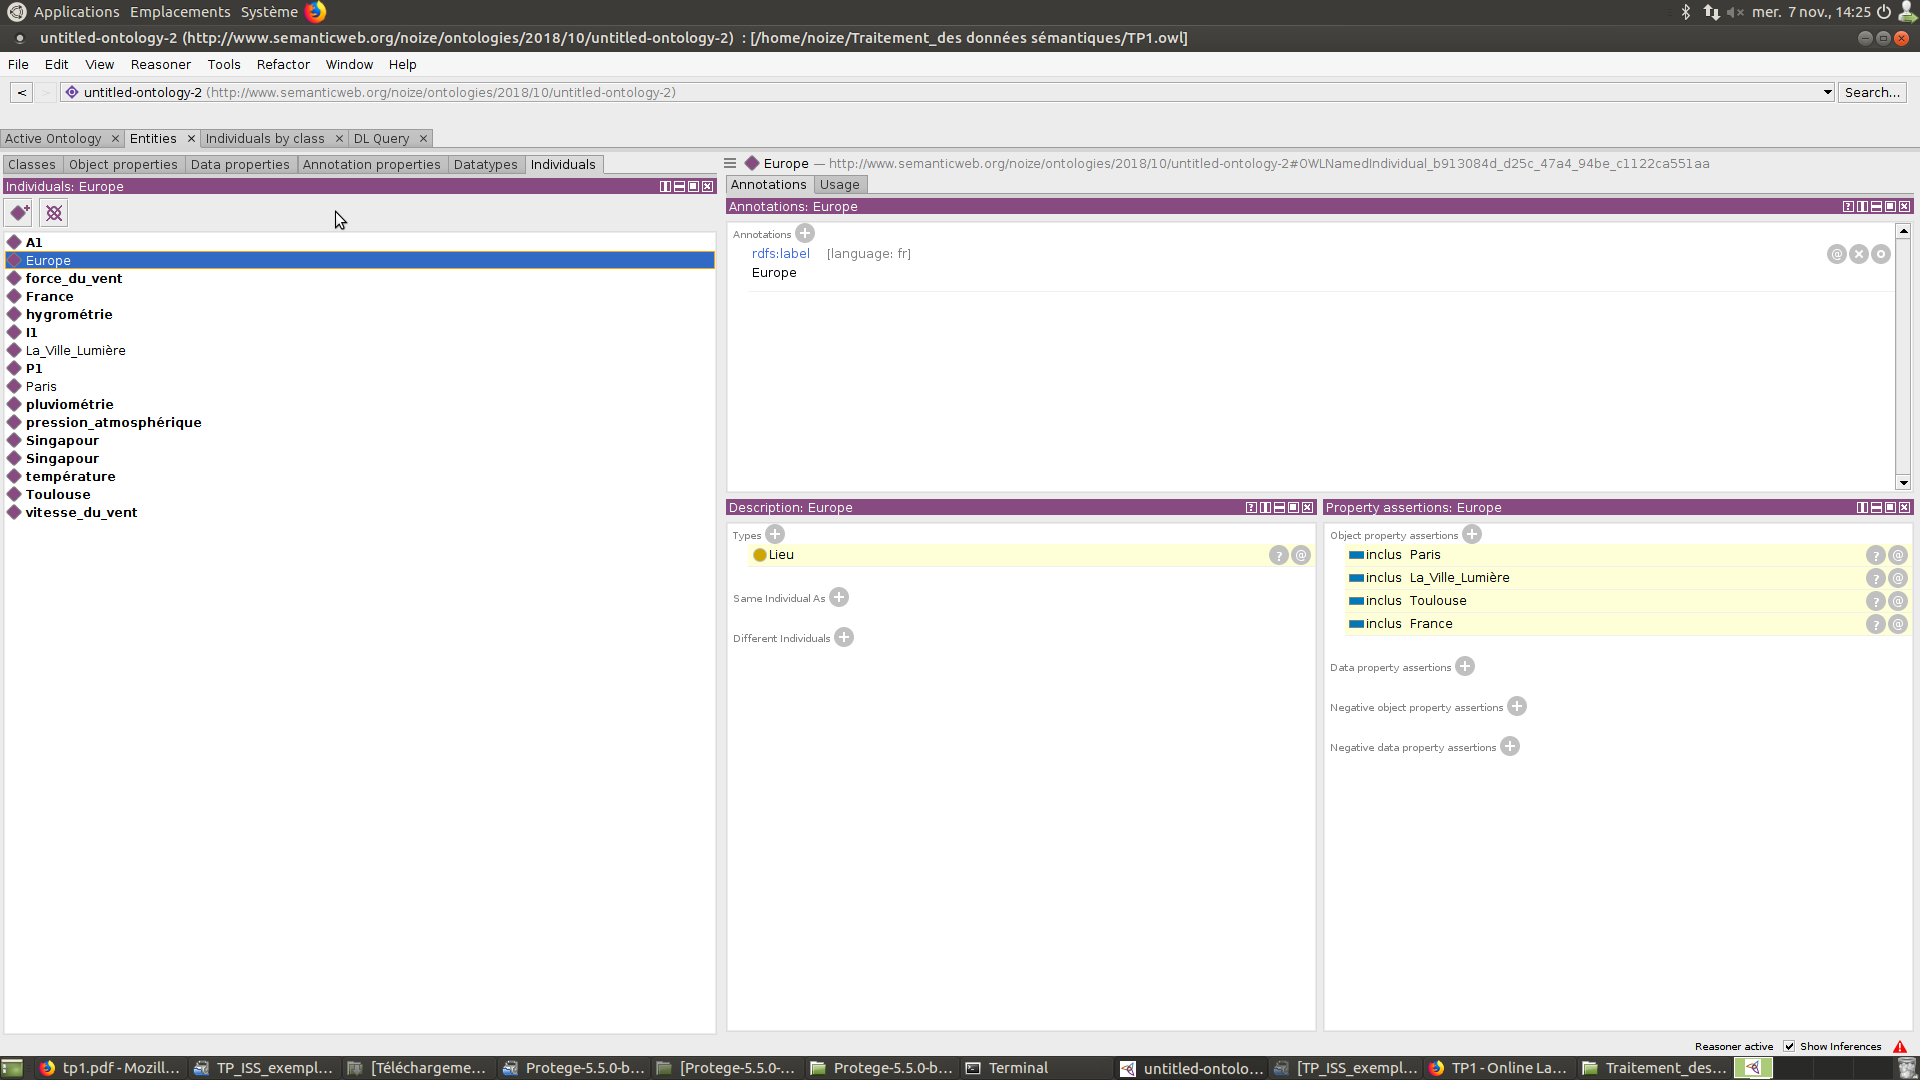 Applications Emplacements Système mer. 7 nov., 14:25
untitled-ontology-2 (http://www.semanticweb.org/noize/ontologies/2018/10/untitled-ontology-2) : [/home/noize/Traitement_des données sémantiques/TP1.owl]
File Edit View Reasoner Tools Refactor Window Help
< > untitled-ontology-2 (http://www.semanticweb.org/noize/ontologies/2018/10/untitled-ontology-2) Search...
Active Ontology × Entities × Individuals by class × DL Query ×
Classes Object properties Data properties Annotation properties Datatypes Individuals
Individuals: Europe
A1
Europe
force_du_vent
France
hygrométrie
I1
La_Ville_Lumière
P1
Paris
pluviométrie
pression_atmosphérique
Singapour
Singapour
température
Toulouse
vitesse_du_vent
Europe — http://www.semanticweb.org/noize/ontologies/2018/10/untitled-ontology-2#OWLNamedIndividual_b913084d_d25c_47a4_94be_c1122ca551aa
Annotations Usage
Annotations: Europe
Annotations
rdfs:label [language: fr]
Europe
Description: Europe
Types
Lieu
Same Individual As
Different Individuals
Property assertions: Europe
Object property assertions
inclus Paris
inclus La_Ville_Lumière
inclus Toulouse
inclus France
Data property assertions
Negative object property assertions
Negative data property assertions
Reasoner active Show Inferences
tp1.pdf - Mozill... TP_ISS_exempl... [Téléchargeme... Protege-5.5.0-b... [Protege-5.5.0-... Protege-5.5.0-b... Terminal untitled-ontolo... [TP_ISS_exempl... TP1 - Online La... Traitement_des...